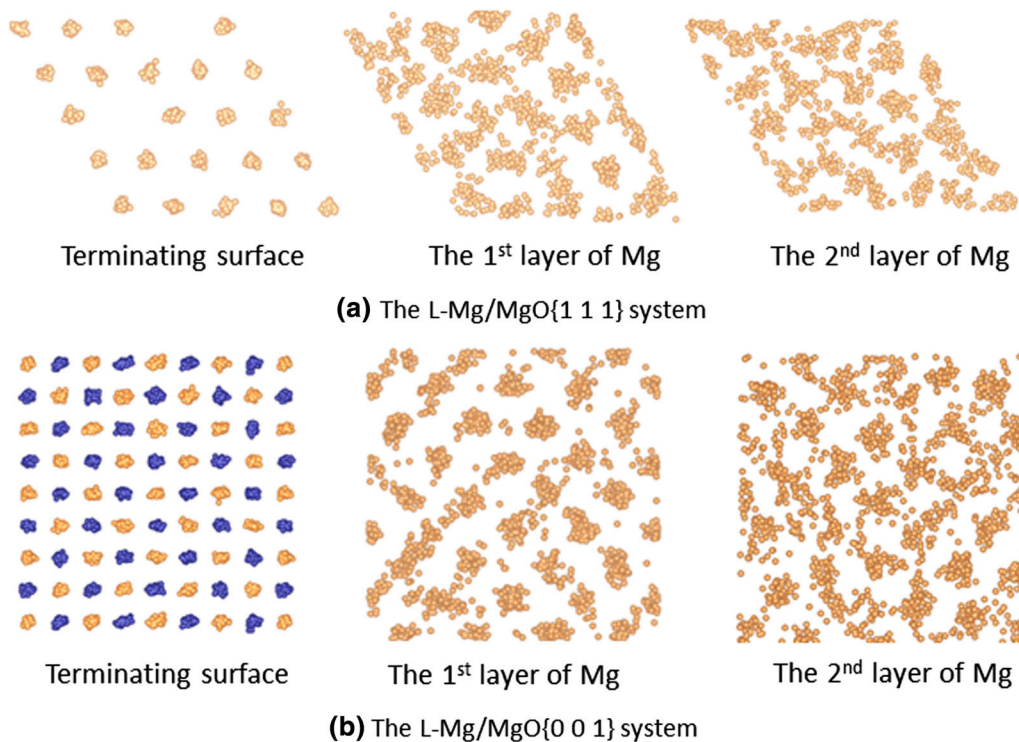 Terminating surface
The 1st layer of Mg
The 2nd layer of Mg
(a) The L-Mg/MgO{1 1 1} system
Terminating surface
The 1st layer of Mg
The 2nd layer of Mg
(b) The L-Mg/MgO{0 0 1} system